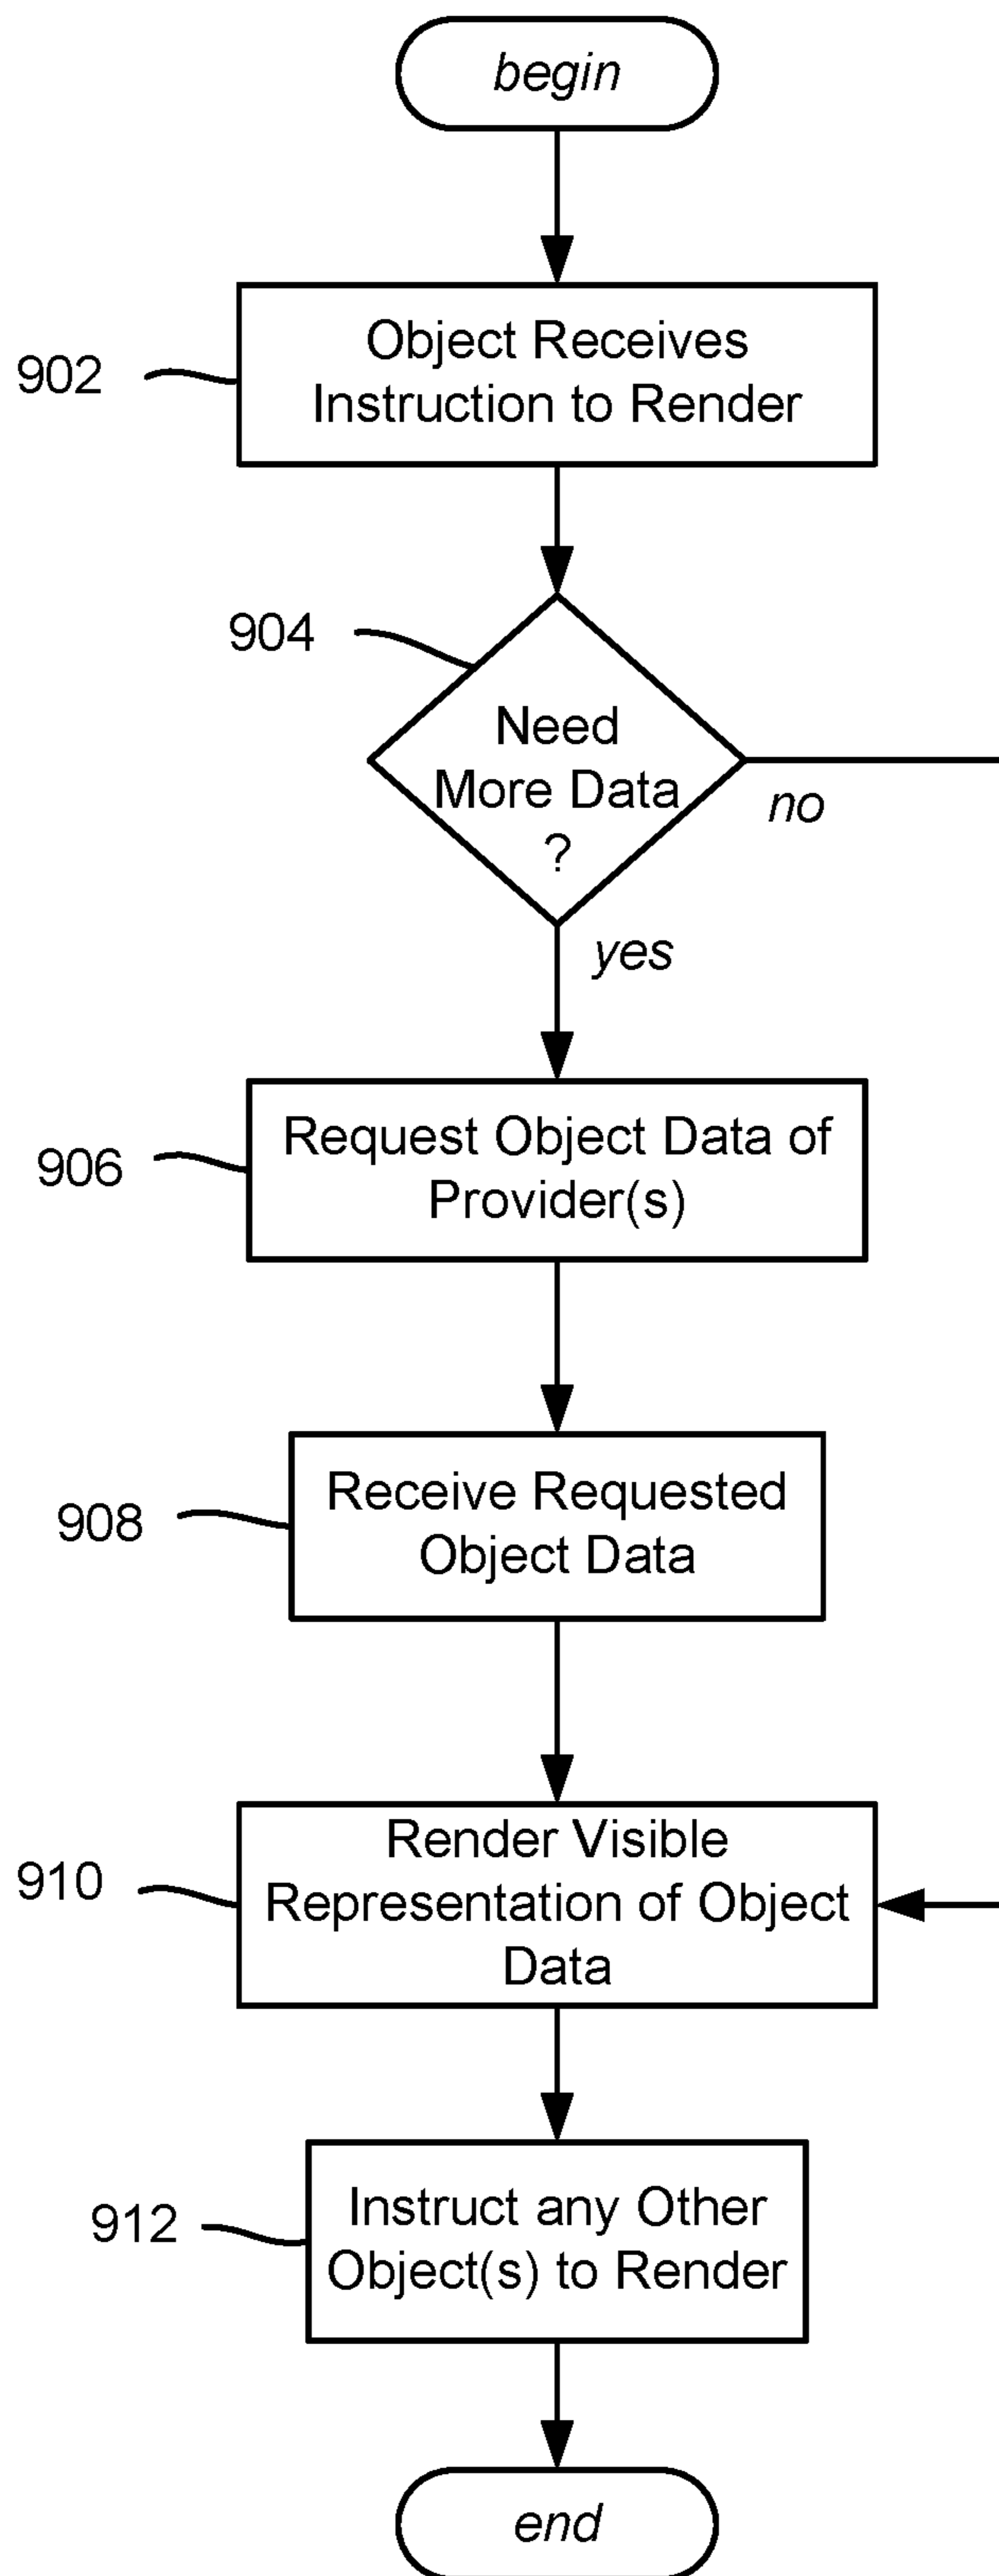 begin
902
Object Receives
Instruction to Render
904
Need
More Data
?
no
yes
906
Request Object Data of
Provider(s)
908
Receive Requested
Object Data
910
Render Visible
Representation of Object
Data
912
Instruct any Other
Object(s) to Render
end